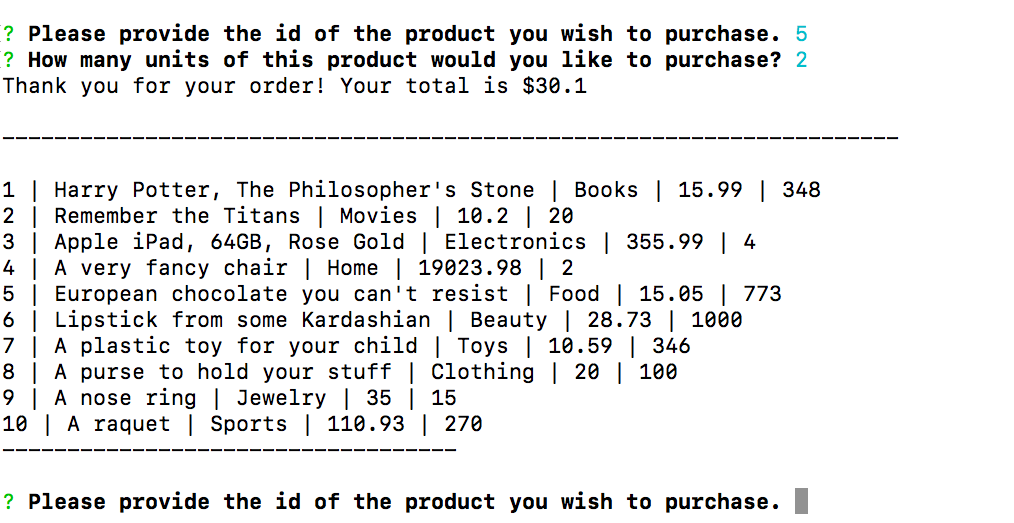 ? Please provide the id of the product you wish to purchase. 5
? How many units of this product would you like to purchase? 2
Thank you for your order! Your total is $30.1
---------------------------------------------------------------------
1 | Harry Potter, The Philosopher's Stone | Books | 15.99 | 348
2 | Remember the Titans | Movies | 10.2 | 20
3 | Apple iPad, 64GB, Rose Gold | Electronics | 355.99 | 4
4 | A very fancy chair | Home | 19023.98 | 2
5 | European chocolate you can't resist | Food | 15.05 | 773
6 | Lipstick from some Kardashian | Beauty | 28.73 | 1000
7 | A plastic toy for your child | Toys | 10.59 | 346
8 | A purse to hold your stuff | Clothing | 20 | 100
9 | A nose ring | Jewelry | 35 | 15
10 | A raquet | Sports | 110.93 | 270
-----------------------------------
? Please provide the id of the product you wish to purchase.